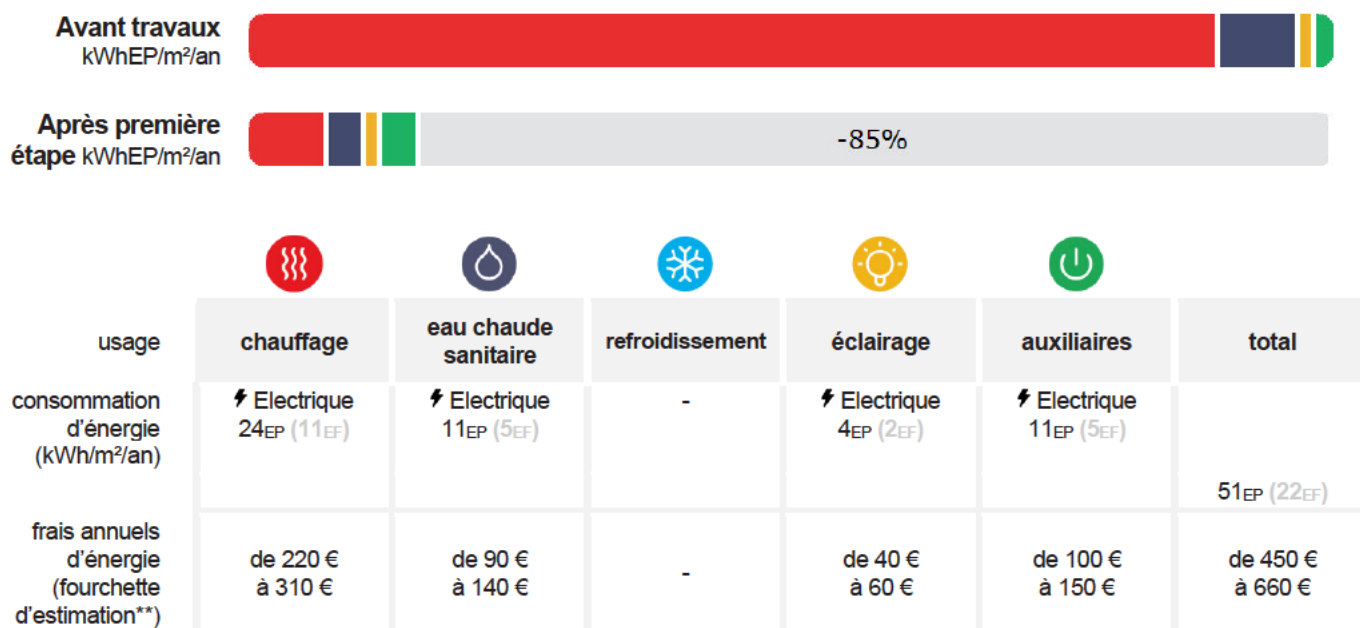 Avant travaux
kWhEP/m²/an
Après première
étape kWhEP/m²/an
-85%
usage
chauffage
eau chaude
sanitaire
refroidissement
éclairage
auxiliaires
total
consommation
d'énergie
(kWh/m²/an)
Electrique
24EP (11EF)
Electrique
11EP (5EF)
-
Electrique
4EP (2EF)
Electrique
11EP (5EF)
51EP (22EF)
frais annuels
d'énergie
(fourchette
d'estimation**)
de 220 €
à 310 €
de 90 €
à 140 €
-
de 40 €
à 60 €
de 100 €
à 150 €
de 450 €
à 660 €